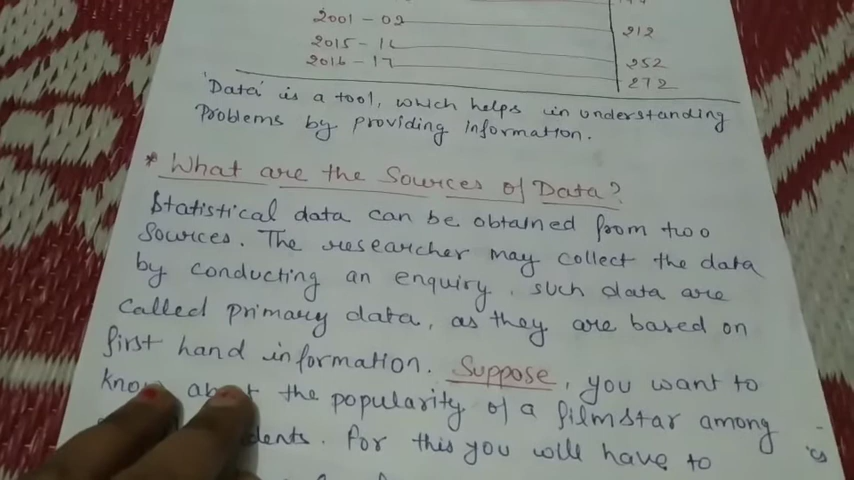 2001-02 212
2015-1
2016-17 252
272
'Data' is a tool, which helps in understanding
Problems by providing information.
* What are the Sources of Data?
Statistical data can be obtained from two
Sources. The researcher may collect the data
by conducting an enquiry. Such data are
Called primary data, as they are based on
first hand information. Suppose, you want to
know about the popularity of a filmstar among
dents. for this you will have to